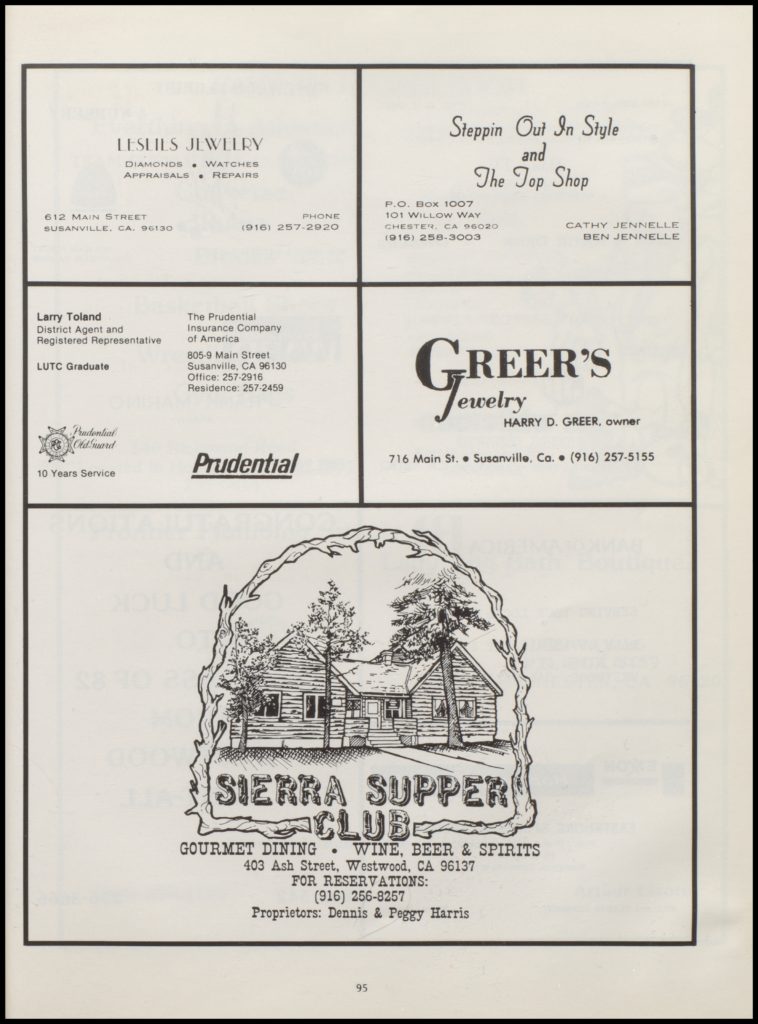 LESLIES JEWELRY
DIAMONDS • WATCHES
APPRAISALS • REPAIRS
612 MAIN STREET
SUSANVILLE, CA. 96130
PHONE
(916) 257-2920
Steppin Out In Style
and
The Top Shop
P.O. BOX 1007
101 WILLOW WAY
CHESTER, CA 96020
(916) 258-3003
CATHY JENNELLE
BEN JENNELLE
Larry Toland
District Agent and
Registered Representative
LUTC Graduate
The Prudential
Insurance Company
of America
805-9 Main Street
Susanville, CA 96130
Office: 257-2916
Residence: 257-2459
Prudential
Old Guard
10 Years Service
Prudential
GREER'S
Jewelry
HARRY D. GREER, owner
716 Main St. • Susanville, Ca. • (916) 257-5155
SIERRA SUPPER
CLUB
GOURMET DINING • WINE, BEER & SPIRITS
403 Ash Street, Westwood, CA 96137
FOR RESERVATIONS:
(916) 256-8257
Proprietors: Dennis & Peggy Harris
95